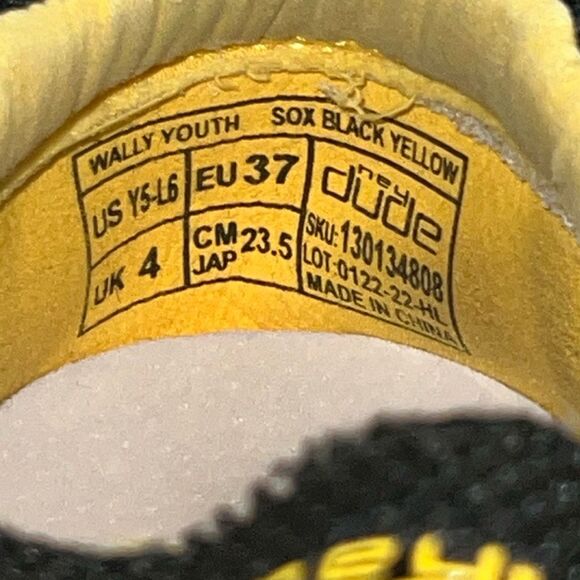 WALLY YOUTH SOX BLACK YELLOW
US Y5-L6
EU 37
hey
dude
UK 4
CM
JAP 23.5
SKU: 130134808
LOT:0122-22-HL
MADE IN CHINA